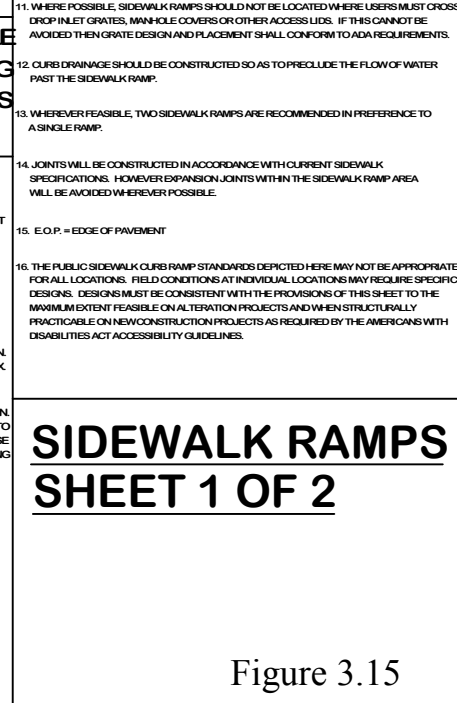 11. WHERE POSSIBLE, SIDEWALK RAMPS SHOULD NOT BE LOCATED WHERE USERS MUST CROSS
DROP INLET GRATES, MANHOLE COVERS OR OTHER ACCESS LIDS. IF THIS CANNOT BE
AVOIDED THEN GRATE DESIGN AND PLACEMENT SHALL CONFORM TO ADA REQUIREMENTS.
12. CURB DRAINAGE SHOULD BE CONSTRUCTED SO AS TO PRECLUDE THE FLOW OF WATER
PAST THE SIDEWALK RAMP.
13. WHEREVER FEASIBLE, TWO SIDEWALK RAMPS ARE RECOMMENDED IN PREFERENCE TO
A SINGLE RAMP.
14. JOINTS WILL BE CONSTRUCTED IN ACCORDANCE WITH CURRENT SIDEWALK
SPECIFICATIONS. HOWEVER EXPANSION JOINTS WITHIN THE SIDEWALK RAMP AREA
WILL BE AVOIDED WHEREVER POSSIBLE.
15. E.O.P. = EDGE OF PAVEMENT
16. THE PUBLIC SIDEWALK CURB RAMP STANDARDS DEPICTED HERE MAY NOT BE APPROPRIATE
FOR ALL LOCATIONS. FIELD CONDITIONS AT INDIVIDUAL LOCATIONS MAY REQUIRE SPECIFIC
DESIGNS. DESIGNS MUST BE CONSISTENT WITH THE PROVISIONS OF THIS SHEET TO THE
MAXIMUM EXTENT FEASIBLE ON ALTERATION PROJECTS AND WHEN STRUCTURALLY
PRACTICABLE ON NEW CONSTRUCTION PROJECTS AS REQUIRED BY THE AMERICANS WITH
DISABILITIES ACT ACCESSIBILITY GUIDELINES.
SIDEWALK RAMPS
SHEET 1 OF 2
Figure 3.15